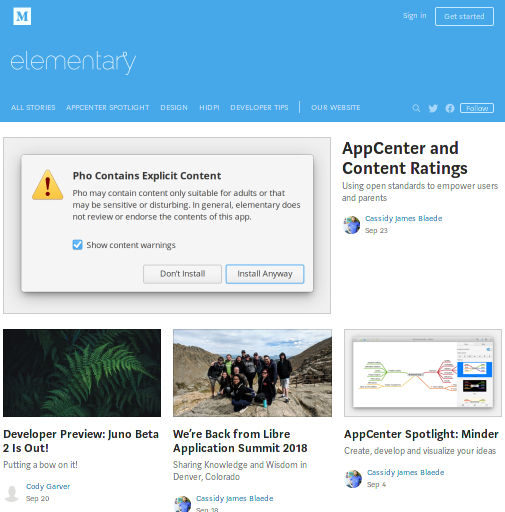 M
Sign in
Get started
elementary
ALL STORIES
APPCENTER SPOTLIGHT
DESIGN
HIDPI
DEVELOPER TIPS
OUR WEBSITE
Follow
Pho Contains Explicit Content
Pho may contain content only suitable for adults or that
may be sensitive or disturbing. In general, elementary does
not review or endorse the contents of this app.
Show content warnings
Don't Install
Install Anyway
AppCenter and
Content Ratings
Using open standards to empower users
and parents
Cassidy James Blaede
Sep 23
Developer Preview: Juno Beta
2 Is Out!
Putting a bow on it!
Cody Garver
Sep 20
We're Back from Libre
Application Summit 2018
Sharing Knowledge and Wisdom in
Denver, Colorado
Cassidy James Blaede
Sep 18
AppCenter Spotlight: Minder
Create, develop and visualize your ideas
Cassidy James Blaede
Sep 4